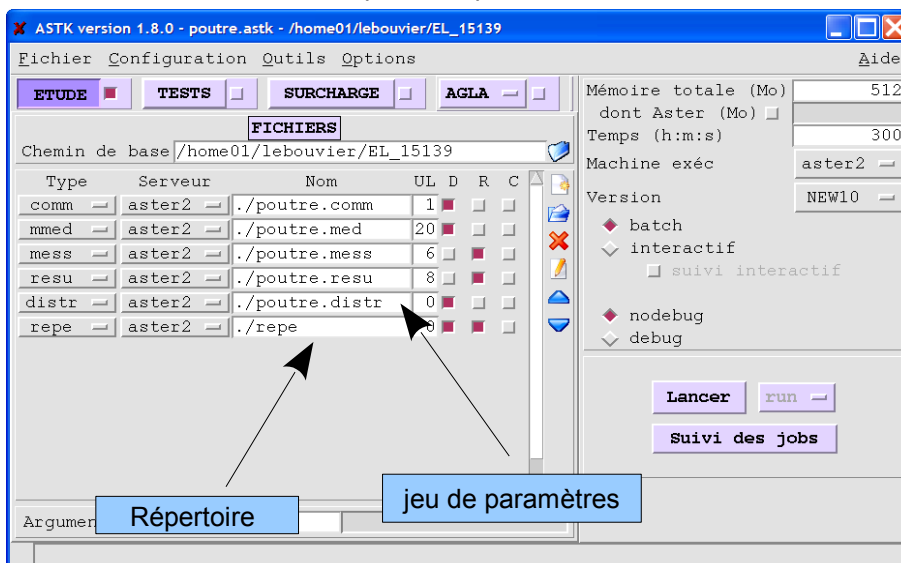 ASTK version 1.8.0 - poutre.astk - /home01/lebouvier/EL_15139
Fichier Configuration Outils Options Aide
ETUDE TESTS SURCHARGE AGLA
FICHIERS
Chemin de base /home01/lebouvier/EL_15139
Type Serveur Nom UL D R C
comm aster2 ./poutre.comm 1
mmed aster2 ./poutre.med 20
mess aster2 ./poutre.mess 6
resu aster2 ./poutre.resu 8
distr aster2 ./poutre.distr 0
repe aster2 ./repe 0
Mémoire totale (Mo) 512
dont Aster (Mo)
Temps (h:m:s) 300
Machine exéc aster2
Version NEW10
batch
interactif
suivi interactif
nodebug
debug
Lancer run
Suivi des jobs
Répertoire
jeu de paramètres
Argumen